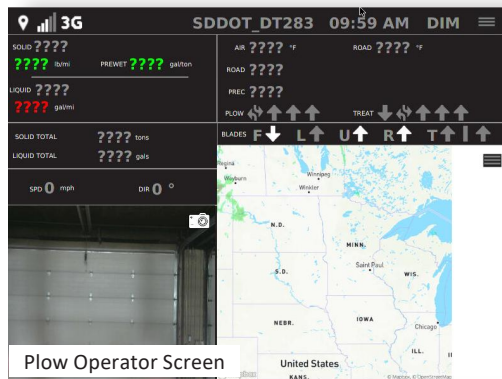 3G SDDOT_DT283 09:59 AM DIM
SOLID ????
???? lb/mi PREWET ???? gal/ton
LIQUID ????
???? gal/mi
SOLID TOTAL ???? tons
LIQUID TOTAL ???? gals
SPD 0 mph DIR 0 °
AIR ???? °F ROAD ???? °F
ROAD ????
PREC ????
PLOW TREAT
BLADES F L U R T I
Regina
Weyburn
Winnipeg
Winkler
N.D.
MINN.
S.D.
Saint Paul
WIS.
NEBR.
IOWA
Chicago
ILL.
United States
KANS.
© Mapbox, © OpenStreetMap
Plow Operator Screen